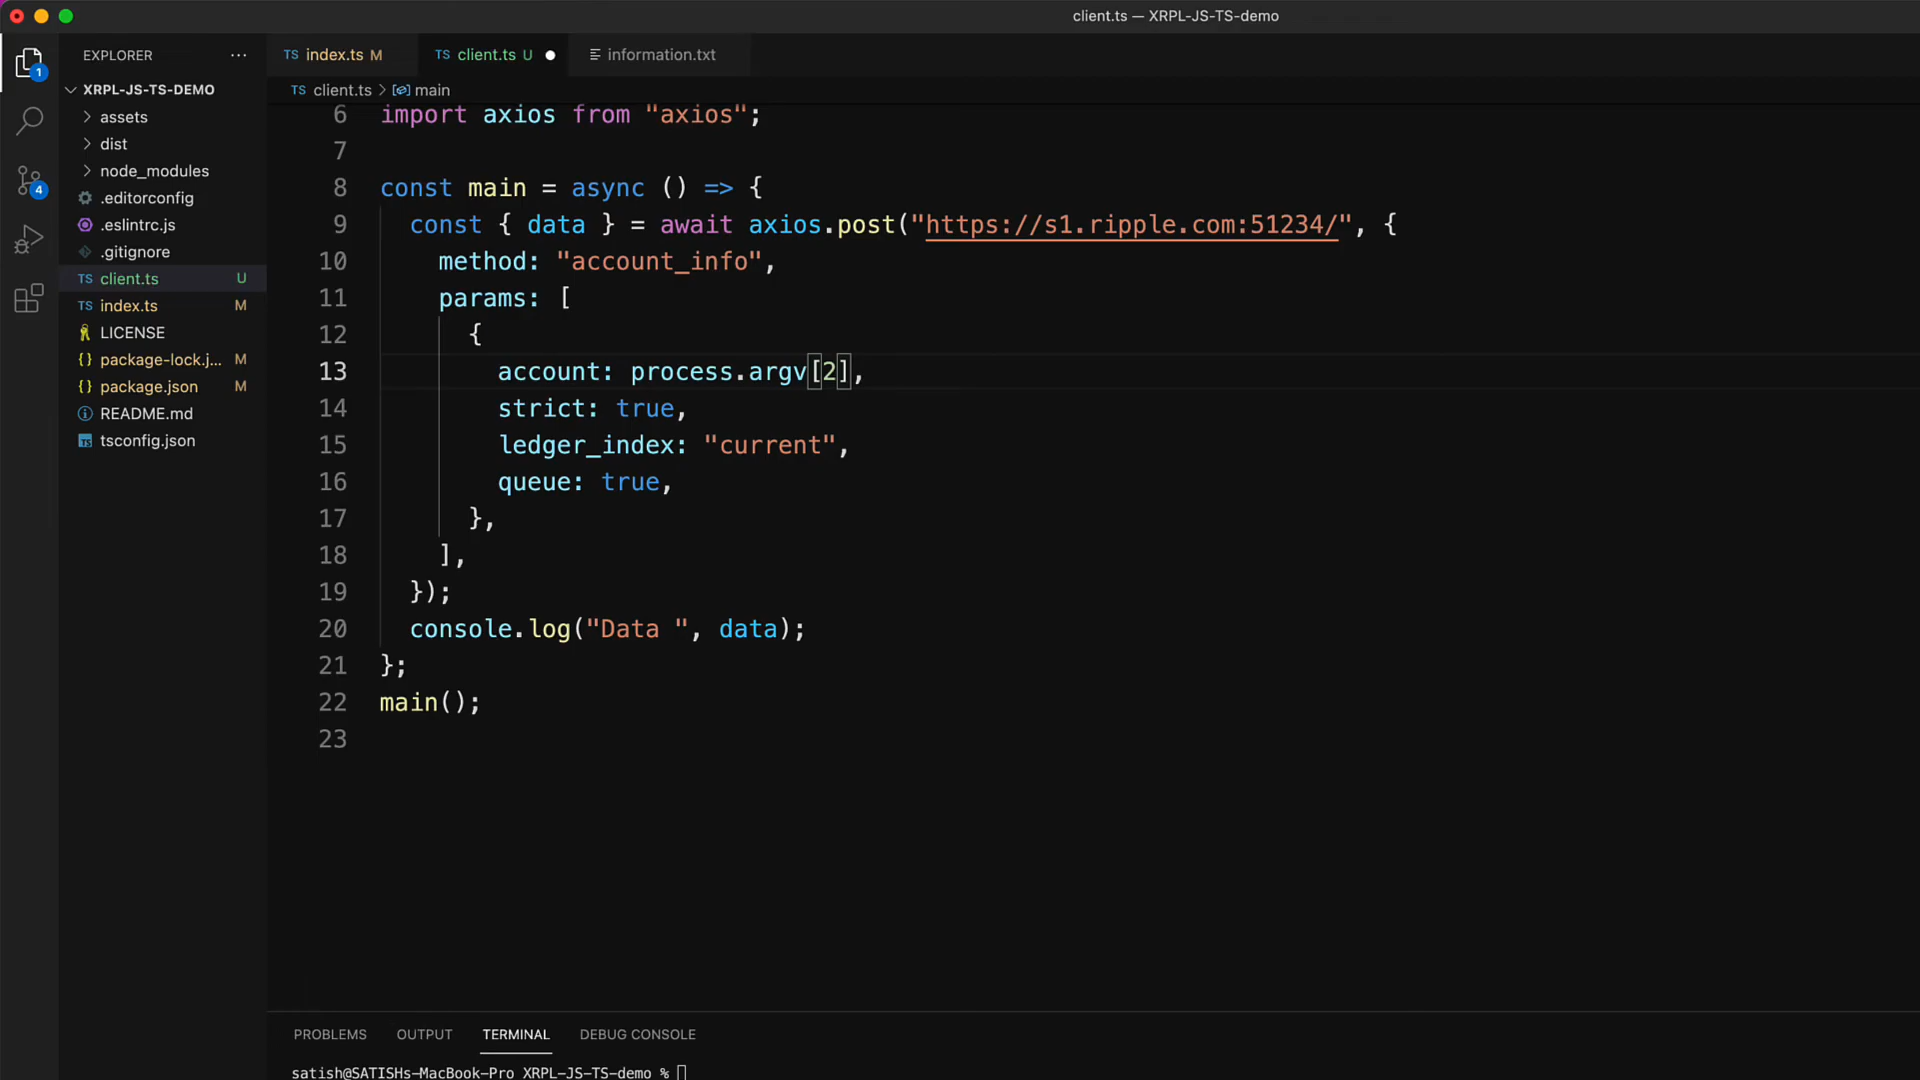 client.ts — XRPL-JS-TS-demo
EXPLORER ...
1
4
XRPL-JS-TS-DEMO
assets
dist
node_modules
.editorconfig
.eslintrc.js
.gitignore
TS client.ts U
TS index.ts M
LICENSE
{} package-lock.j... M
{} package.json M
README.md
TS tsconfig.json
TS index.ts M
TS client.ts U
information.txt
TS client.ts > main
6 import axios from "axios";
7
8 const main = async () => {
9 const { data } = await axios.post("https://s1.ripple.com:51234/", {
10 method: "account_info",
11 params: [
12 {
13 account: process.argv[2],
14 strict: true,
15 ledger_index: "current",
16 queue: true,
17 },
18 ],
19 });
20 console.log("Data ", data);
21 };
22 main();
23
PROBLEMS OUTPUT TERMINAL DEBUG CONSOLE
satish@SATISHs-MacBook-Pro XRPL-JS-TS-demo %